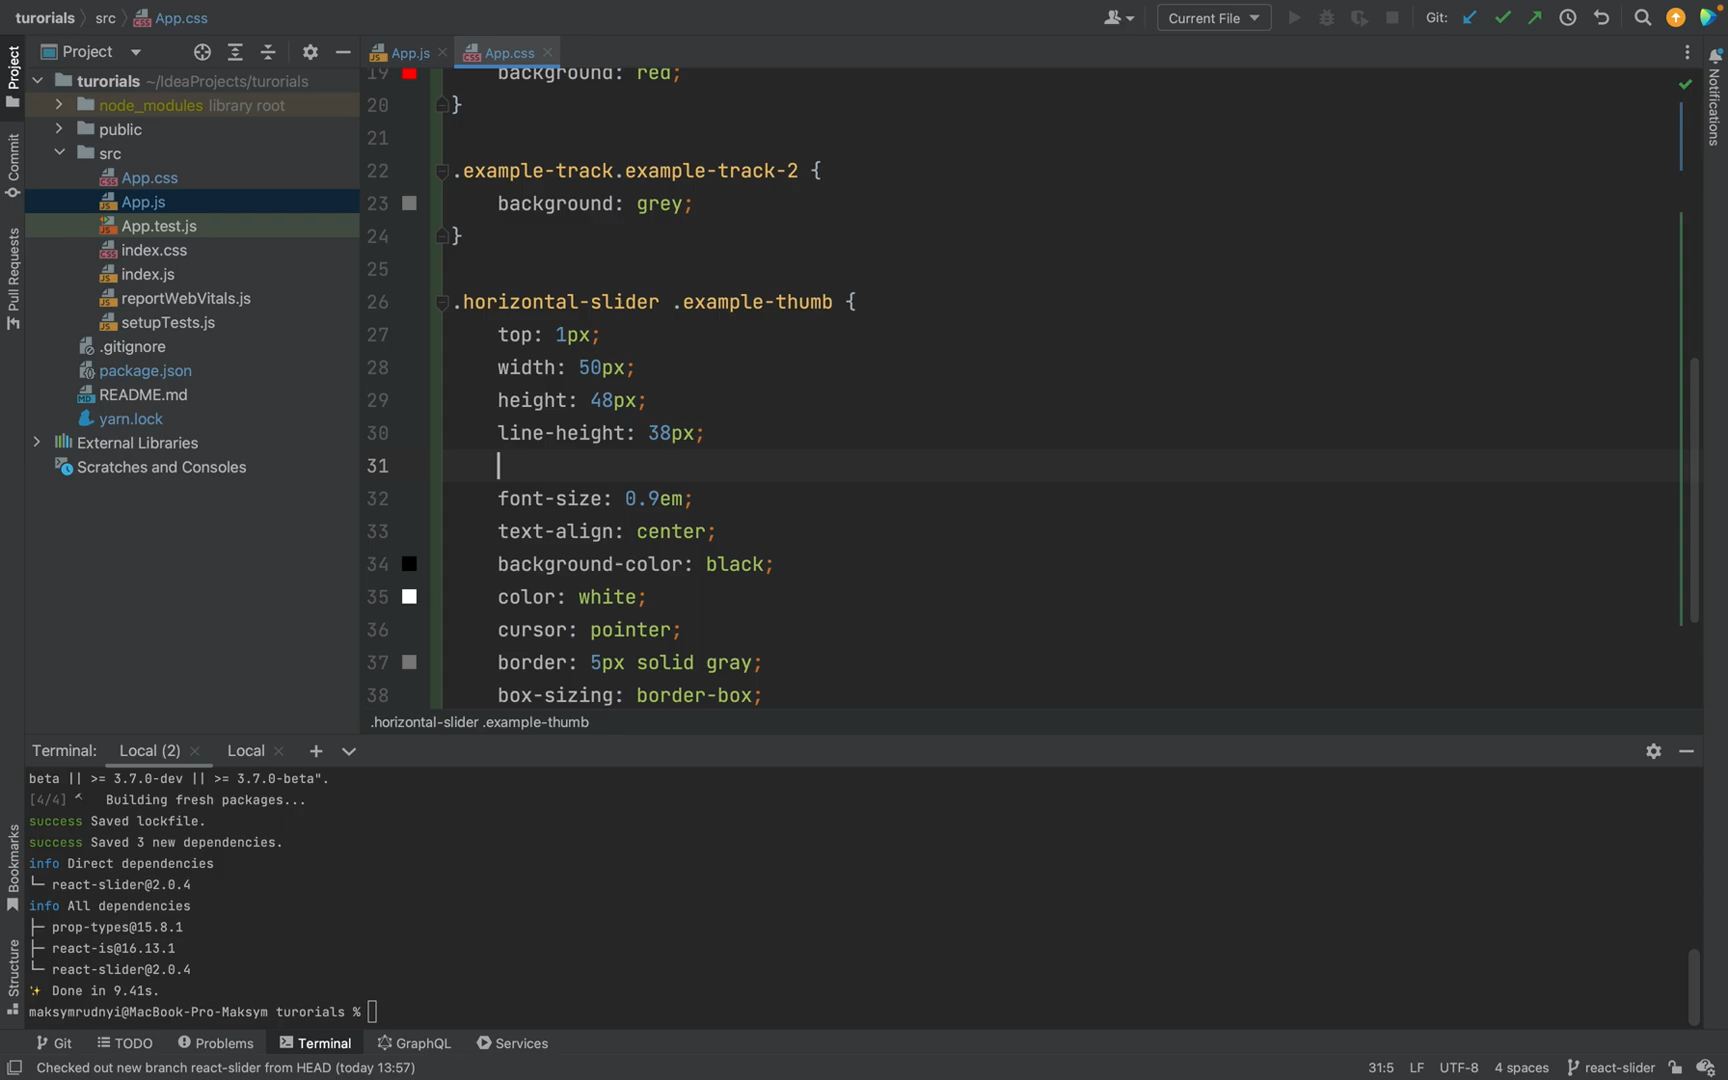 turorials
src
App.css
Current File
Git:
Project
App.js
App.css
turorials ~/IdeaProjects/turorials
node_modules library root
public
src
App.css
App.js
App.test.js
index.css
index.js
reportWebVitals.js
setupTests.js
.gitignore
package.json
README.md
yarn.lock
External Libraries
Scratches and Consoles
Project
Commit
Pull Requests
Bookmarks
Structure
Notifications
19 background: red;
20 }
21
22 .example-track.example-track-2 {
23 background: grey;
24 }
25
26 .horizontal-slider .example-thumb {
27 top: 1px;
28 width: 50px;
29 height: 48px;
30 line-height: 38px;
31
32 font-size: 0.9em;
33 text-align: center;
34 background-color: black;
35 color: white;
36 cursor: pointer;
37 border: 5px solid gray;
38 box-sizing: border-box;
.horizontal-slider .example-thumb
Terminal: Local (2) Local
beta || >= 3.7.0-dev || >= 3.7.0-beta".
[4/4] Building fresh packages...
success Saved lockfile.
success Saved 3 new dependencies.
info Direct dependencies
└─ react-slider@2.0.4
info All dependencies
├─ prop-types@15.8.1
├─ react-is@16.13.1
└─ react-slider@2.0.4
✨ Done in 9.41s.
maksymrudnyi@MacBook-Pro-Maksym turorials %
Git TODO Problems Terminal GraphQL Services
Checked out new branch react-slider from HEAD (today 13:57)
31:5 LF UTF-8 4 spaces react-slider